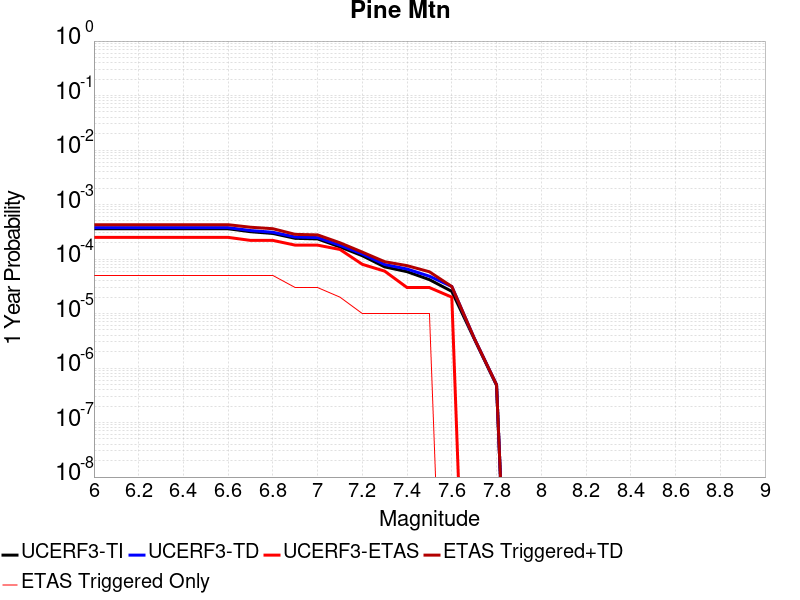 Pine Mtn
10^0
10^-1
10^-2
10^-3
10^-4
10^-5
10^-6
10^-7
10^-8
1 Year Probability
6 6.2 6.4 6.6 6.8 7 7.2 7.4 7.6 7.8 8 8.2 8.4 8.6 8.8 9
Magnitude
UCERF3-TI UCERF3-TD UCERF3-ETAS ETAS Triggered+TD
ETAS Triggered Only